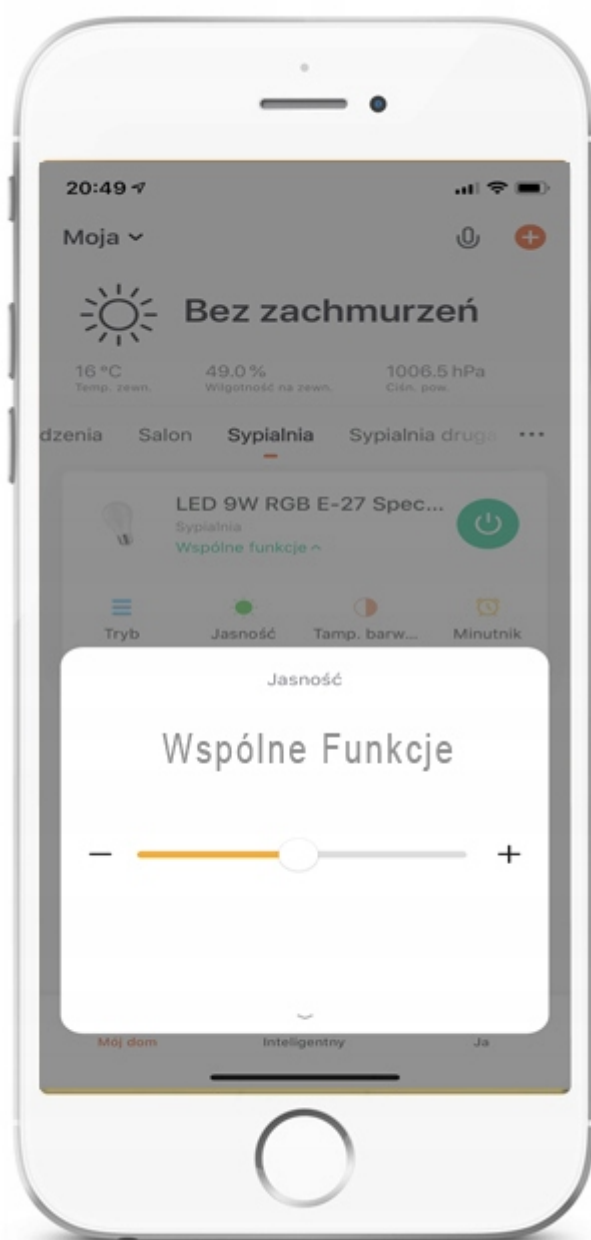 20:49
Moja
Bez zachmurzeń
16 °C 49.0 % 1006.5 hPa
Temp. zewn. Wilgotność na zewn. Ciśn. pow.
dzenia Salon Sypialnia Sypialnia druga ...
LED 9W RGB E-27 Spec...
Sypialnia
Wspólne funkcje
Tryb Jasność Tamp. barw... Minutnik
Jasność
Wspólne Funkcje
Mój dom Inteligentny Ja